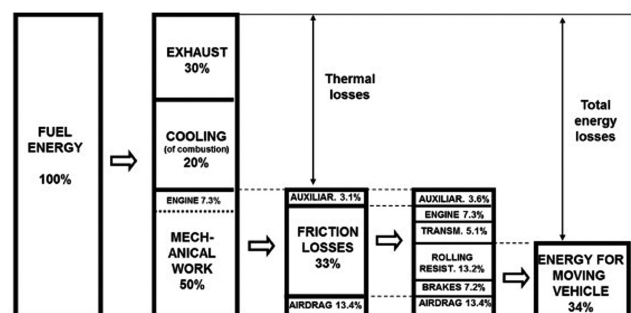 FUEL
ENERGY
100%
EXHAUST
30%
COOLING
(of combustion)
20%
ENGINE 7.3%
MECH-
ANICAL
WORK
50%
Thermal
losses
AUXILIAR. 3.1%
FRICTION
LOSSES
33%
AIRDRAG 13.4%
AUXILIAR. 3.6%
ENGINE 7.3%
TRANSM. 5.1%
ROLLING
RESIST. 13.2%
BRAKES 7.2%
AIRDRAG 13.4%
Total
energy
losses
ENERGY FOR
MOVING
VEHICLE
34%